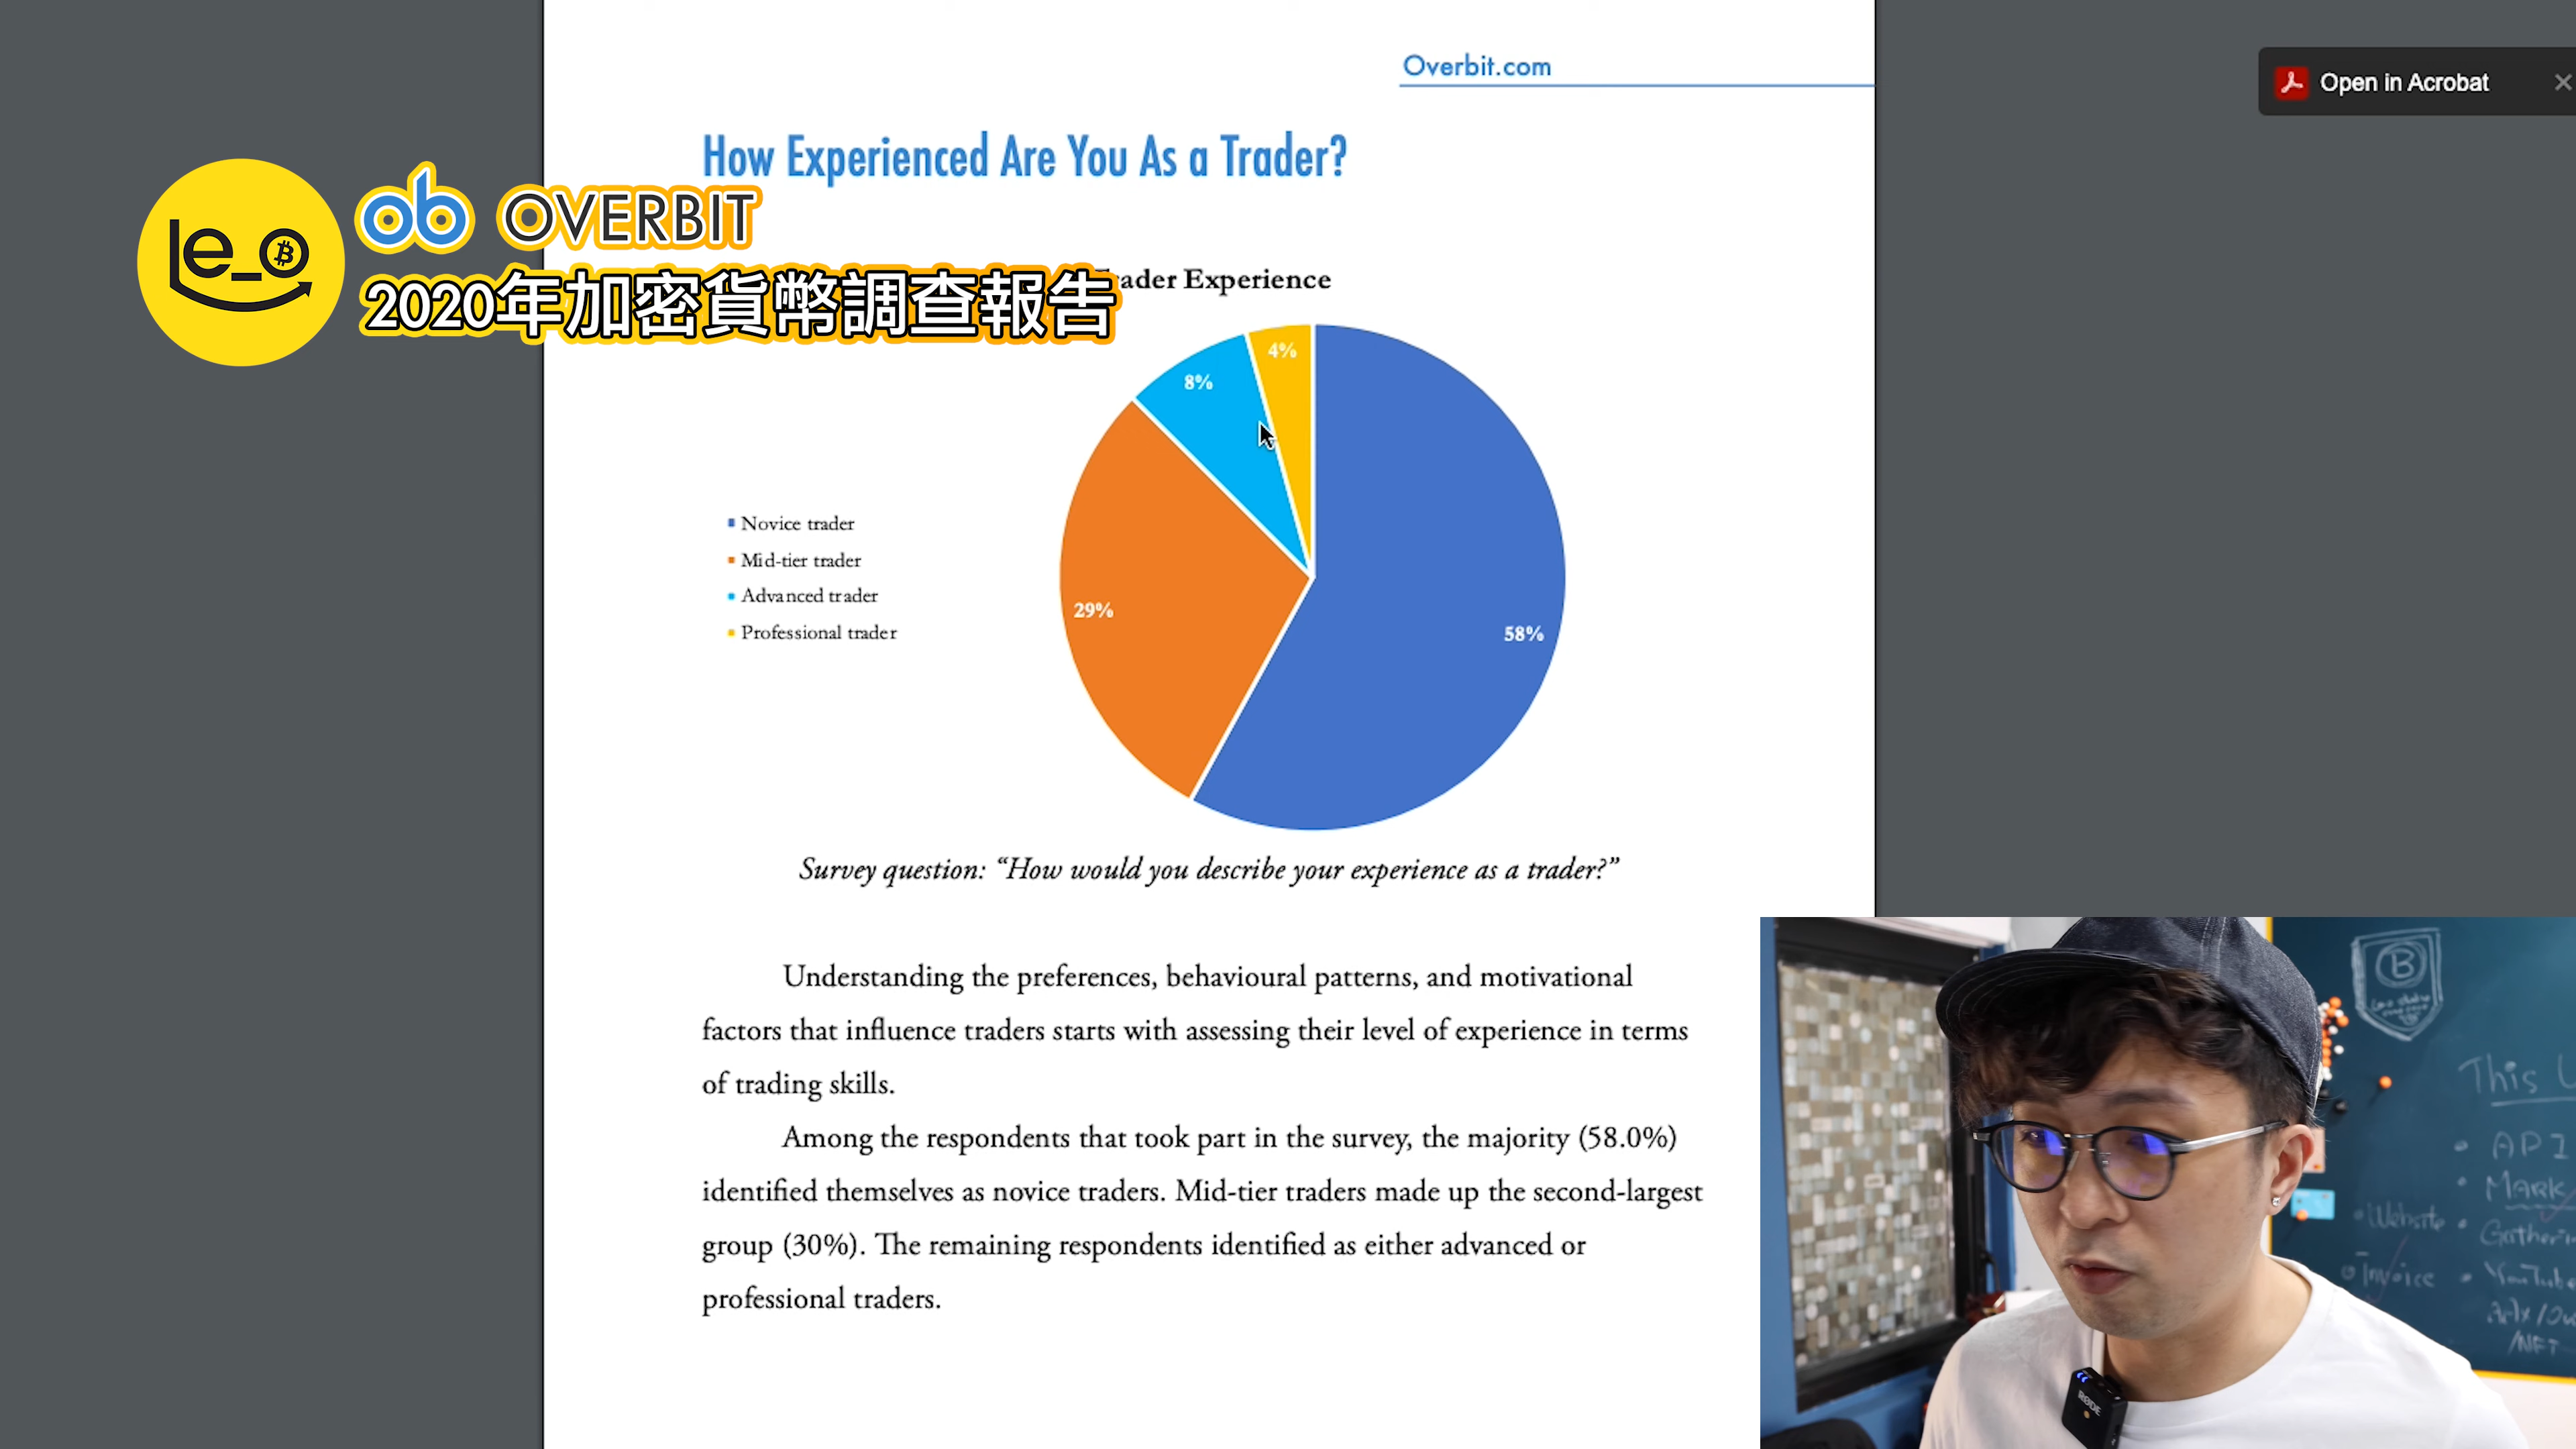 Overbit.com
Open in Acrobat
How Experienced Are You As a Trader?
le_o
ob OVERBIT
2020年加密貨幣調查報告
ader Experience
4%
8%
29%
58%
Novice trader
Mid-tier trader
Advanced trader
Professional trader
Survey question: “How would you describe your experience as a trader?”
Understanding the preferences, behavioural patterns, and motivational
factors that influence traders starts with assessing their level of experience in terms
of trading skills.
Among the respondents that took part in the survey, the majority (58.0%)
identified themselves as novice traders. Mid-tier traders made up the second-largest
group (30%). The remaining respondents identified as either advanced or
professional traders.
B
This
API
Mark
Website
Invoice
/NFT
RØDE